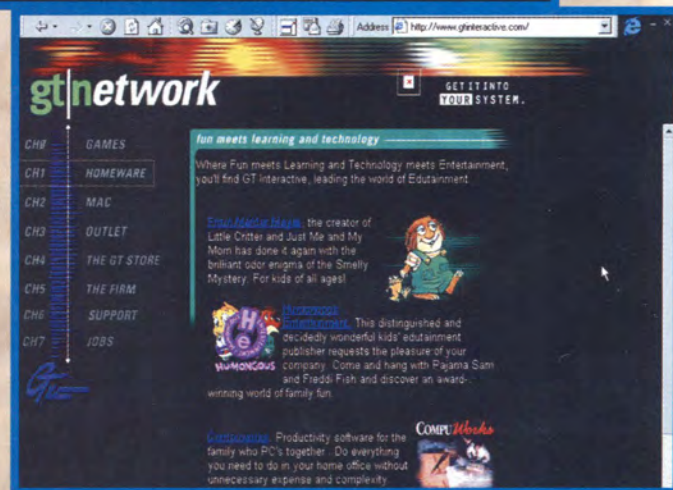 Address http://www.gtinteractive.com/
gt network
GET IT INTO
YOUR SYSTEM.
CH0 GAMES
CH1 HOMEWARE
CH2 MAC
CH3 OUTLET
CH4 THE GT STORE
CH5 THE FIRM
CH6 SUPPORT
CH7 JOBS
fun meets learning and technology
Where Fun meets Learning and Technology meets Entertainment,
you'll find GT Interactive, leading the world of Edutainment
the creator of
Little Critter and Just Me and My
Mom has done it again with the
brilliant odor enigma of the Smelly
Mystery. For kids of all ages!
HUMONGOUS
Humongous
Entertainment. This distinguished and
decidedly wonderful kids' edutainment
publisher requests the pleasure of your
company. Come and hang with Pajama Sam
and Freddi Fish and discover an award-
winning world of family fun.
COMPUWorks
Productivity software for the
family who PC's together. Do everything
you need to do in your home office without
unnecessary expense and complexity.